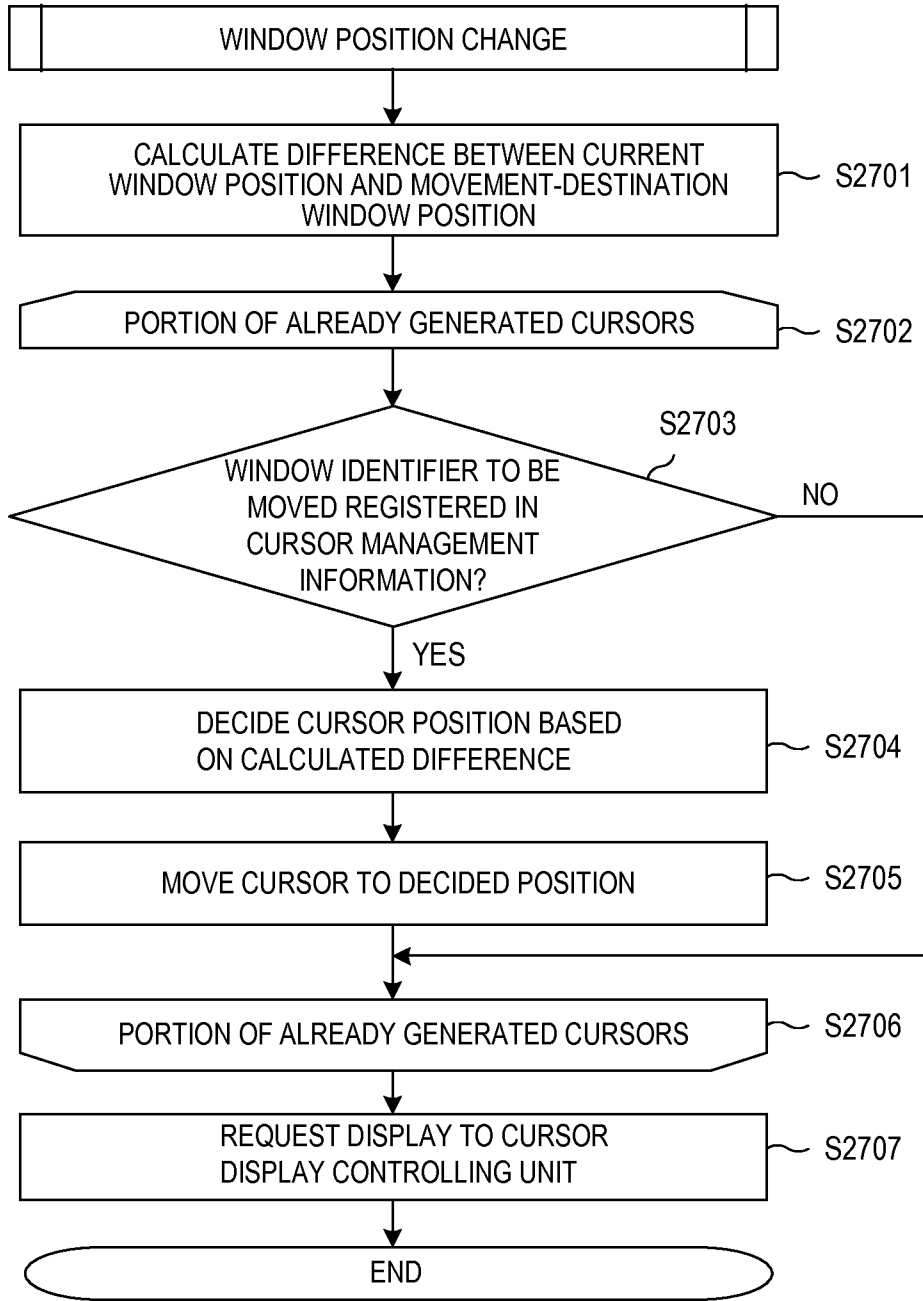 WINDOW POSITION CHANGE
CALCULATE DIFFERENCE BETWEEN CURRENT
WINDOW POSITION AND MOVEMENT-DESTINATION
WINDOW POSITION
S2701
PORTION OF ALREADY GENERATED CURSORS
S2702
S2703
WINDOW IDENTIFIER TO BE
MOVED REGISTERED IN
CURSOR MANAGEMENT
INFORMATION?
NO
YES
DECIDE CURSOR POSITION BASED
ON CALCULATED DIFFERENCE
S2704
MOVE CURSOR TO DECIDED POSITION
S2705
PORTION OF ALREADY GENERATED CURSORS
S2706
REQUEST DISPLAY TO CURSOR
DISPLAY CONTROLLING UNIT
S2707
END